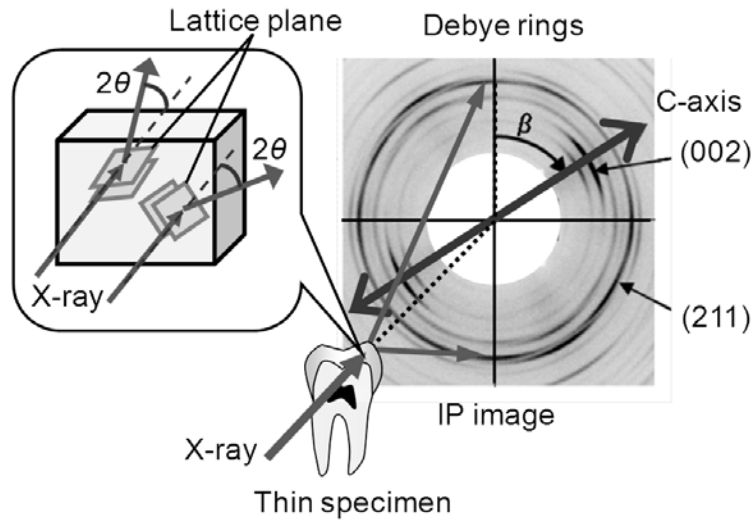 Lattice plane
Debye rings
2θ
2θ
β
C-axis
(002)
X-ray
(211)
IP image
X-ray
Thin specimen